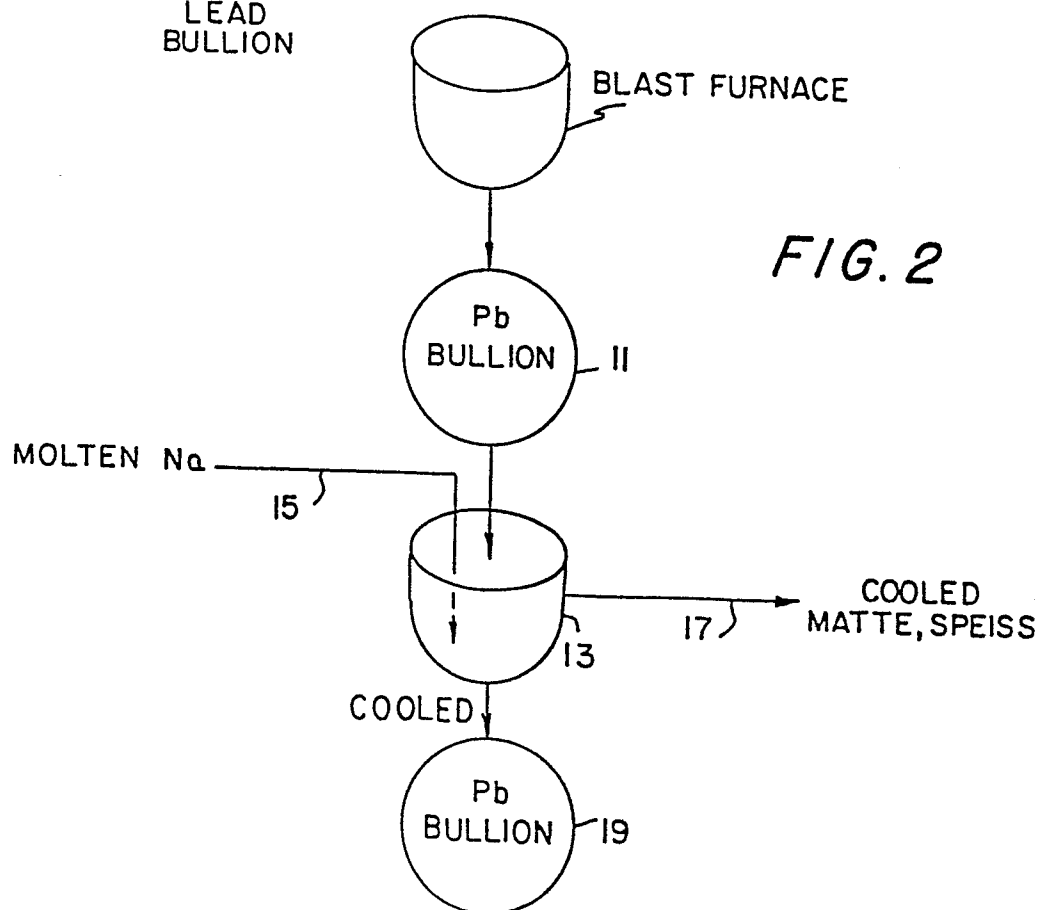 LEAD
BULLION
BLAST FURNACE
FIG. 2
Pb
BULLION
11
MOLTEN Na
15
COOLED
MATTE, SPEISS
17
13
COOLED
Pb
BULLION
19